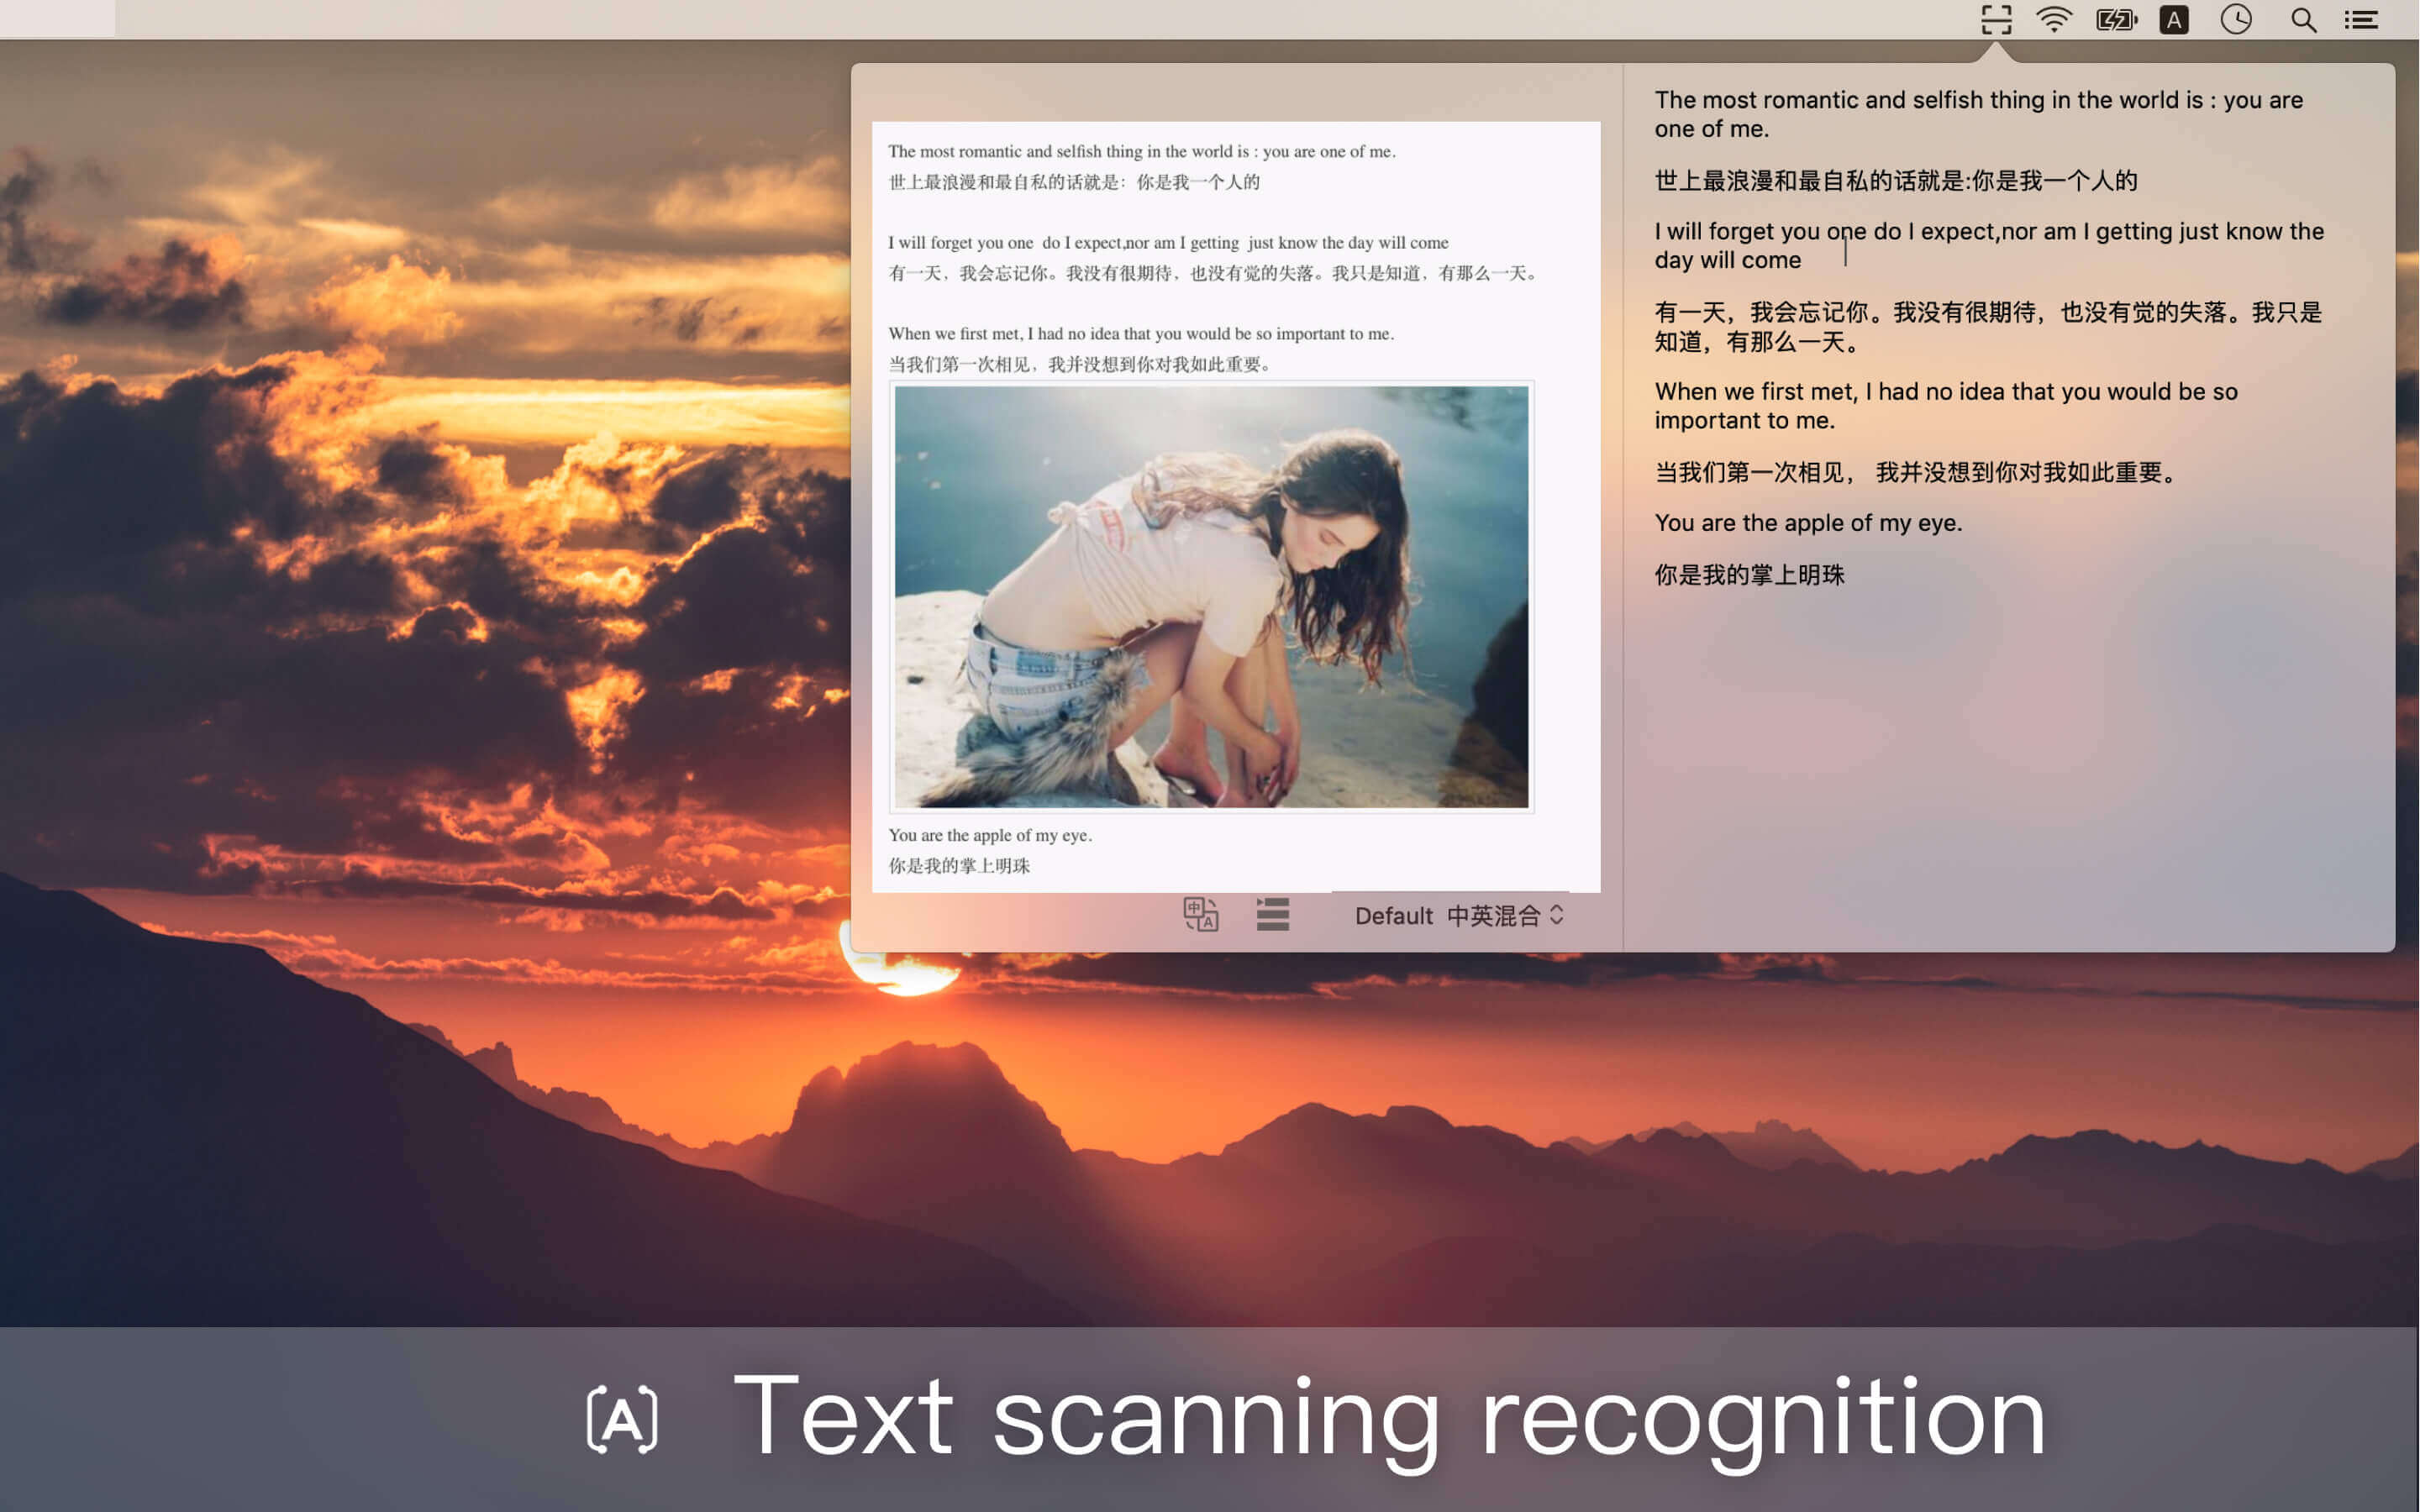 A
The most romantic and selfish thing in the world is : you are one of me.
世上最浪漫和最自私的话就是：你是我一个人的
I will forget you one do I expect,nor am I getting just know the day will come
有一天，我会忘记你。我没有很期待，也没有觉的失落。我只是知道，有那么一天。
When we first met, I had no idea that you would be so important to me.
当我们第一次相见，我并没想到你对我如此重要。
You are the apple of my eye.
你是我的掌上明珠
中 A
Default 中英混合
The most romantic and selfish thing in the world is : you are
one of me.
世上最浪漫和最自私的话就是:你是我一个人的
I will forget you one do I expect,nor am I getting just know the
day will come
有一天，我会忘记你。我没有很期待，也没有觉的失落。我只是
知道，有那么一天。
When we first met, I had no idea that you would be so
important to me.
当我们第一次相见， 我并没想到你对我如此重要。
You are the apple of my eye.
你是我的掌上明珠
[A] Text scanning recognition